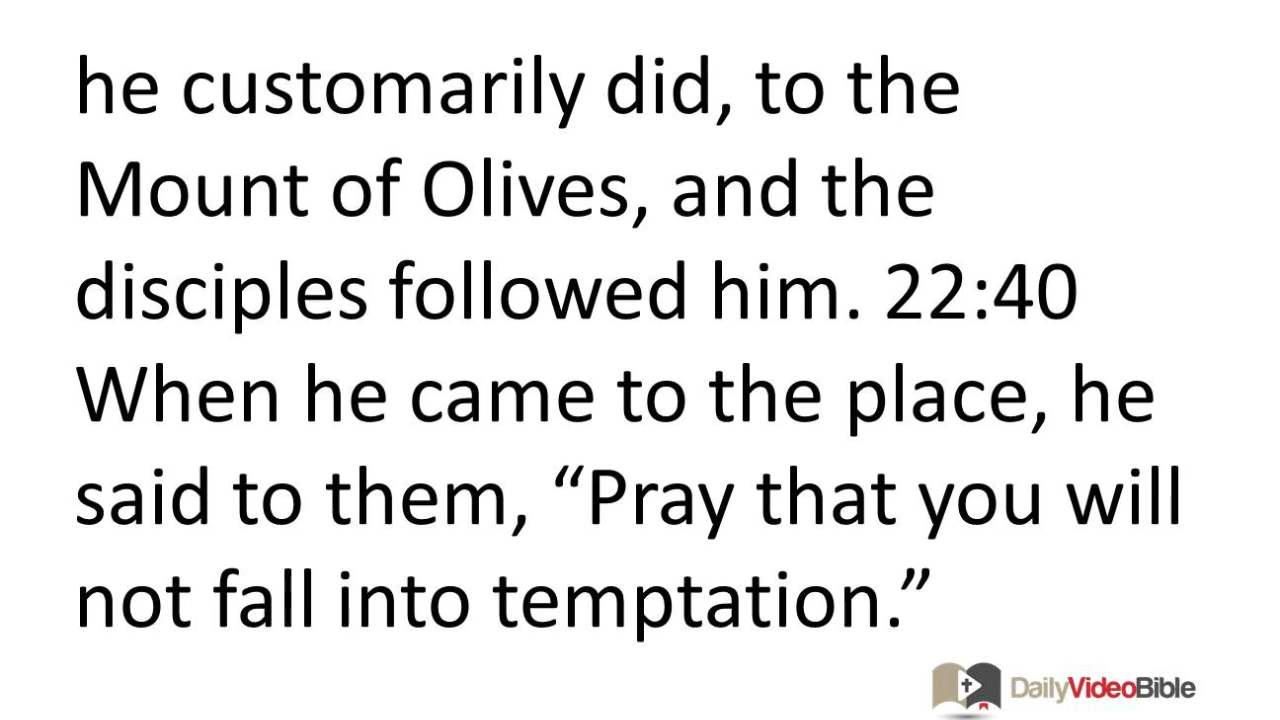 he customarily did, to the
Mount of Olives, and the
disciples followed him. 22:40
When he came to the place, he
said to them, “Pray that you will
not fall into temptation.”
DailyVideoBible